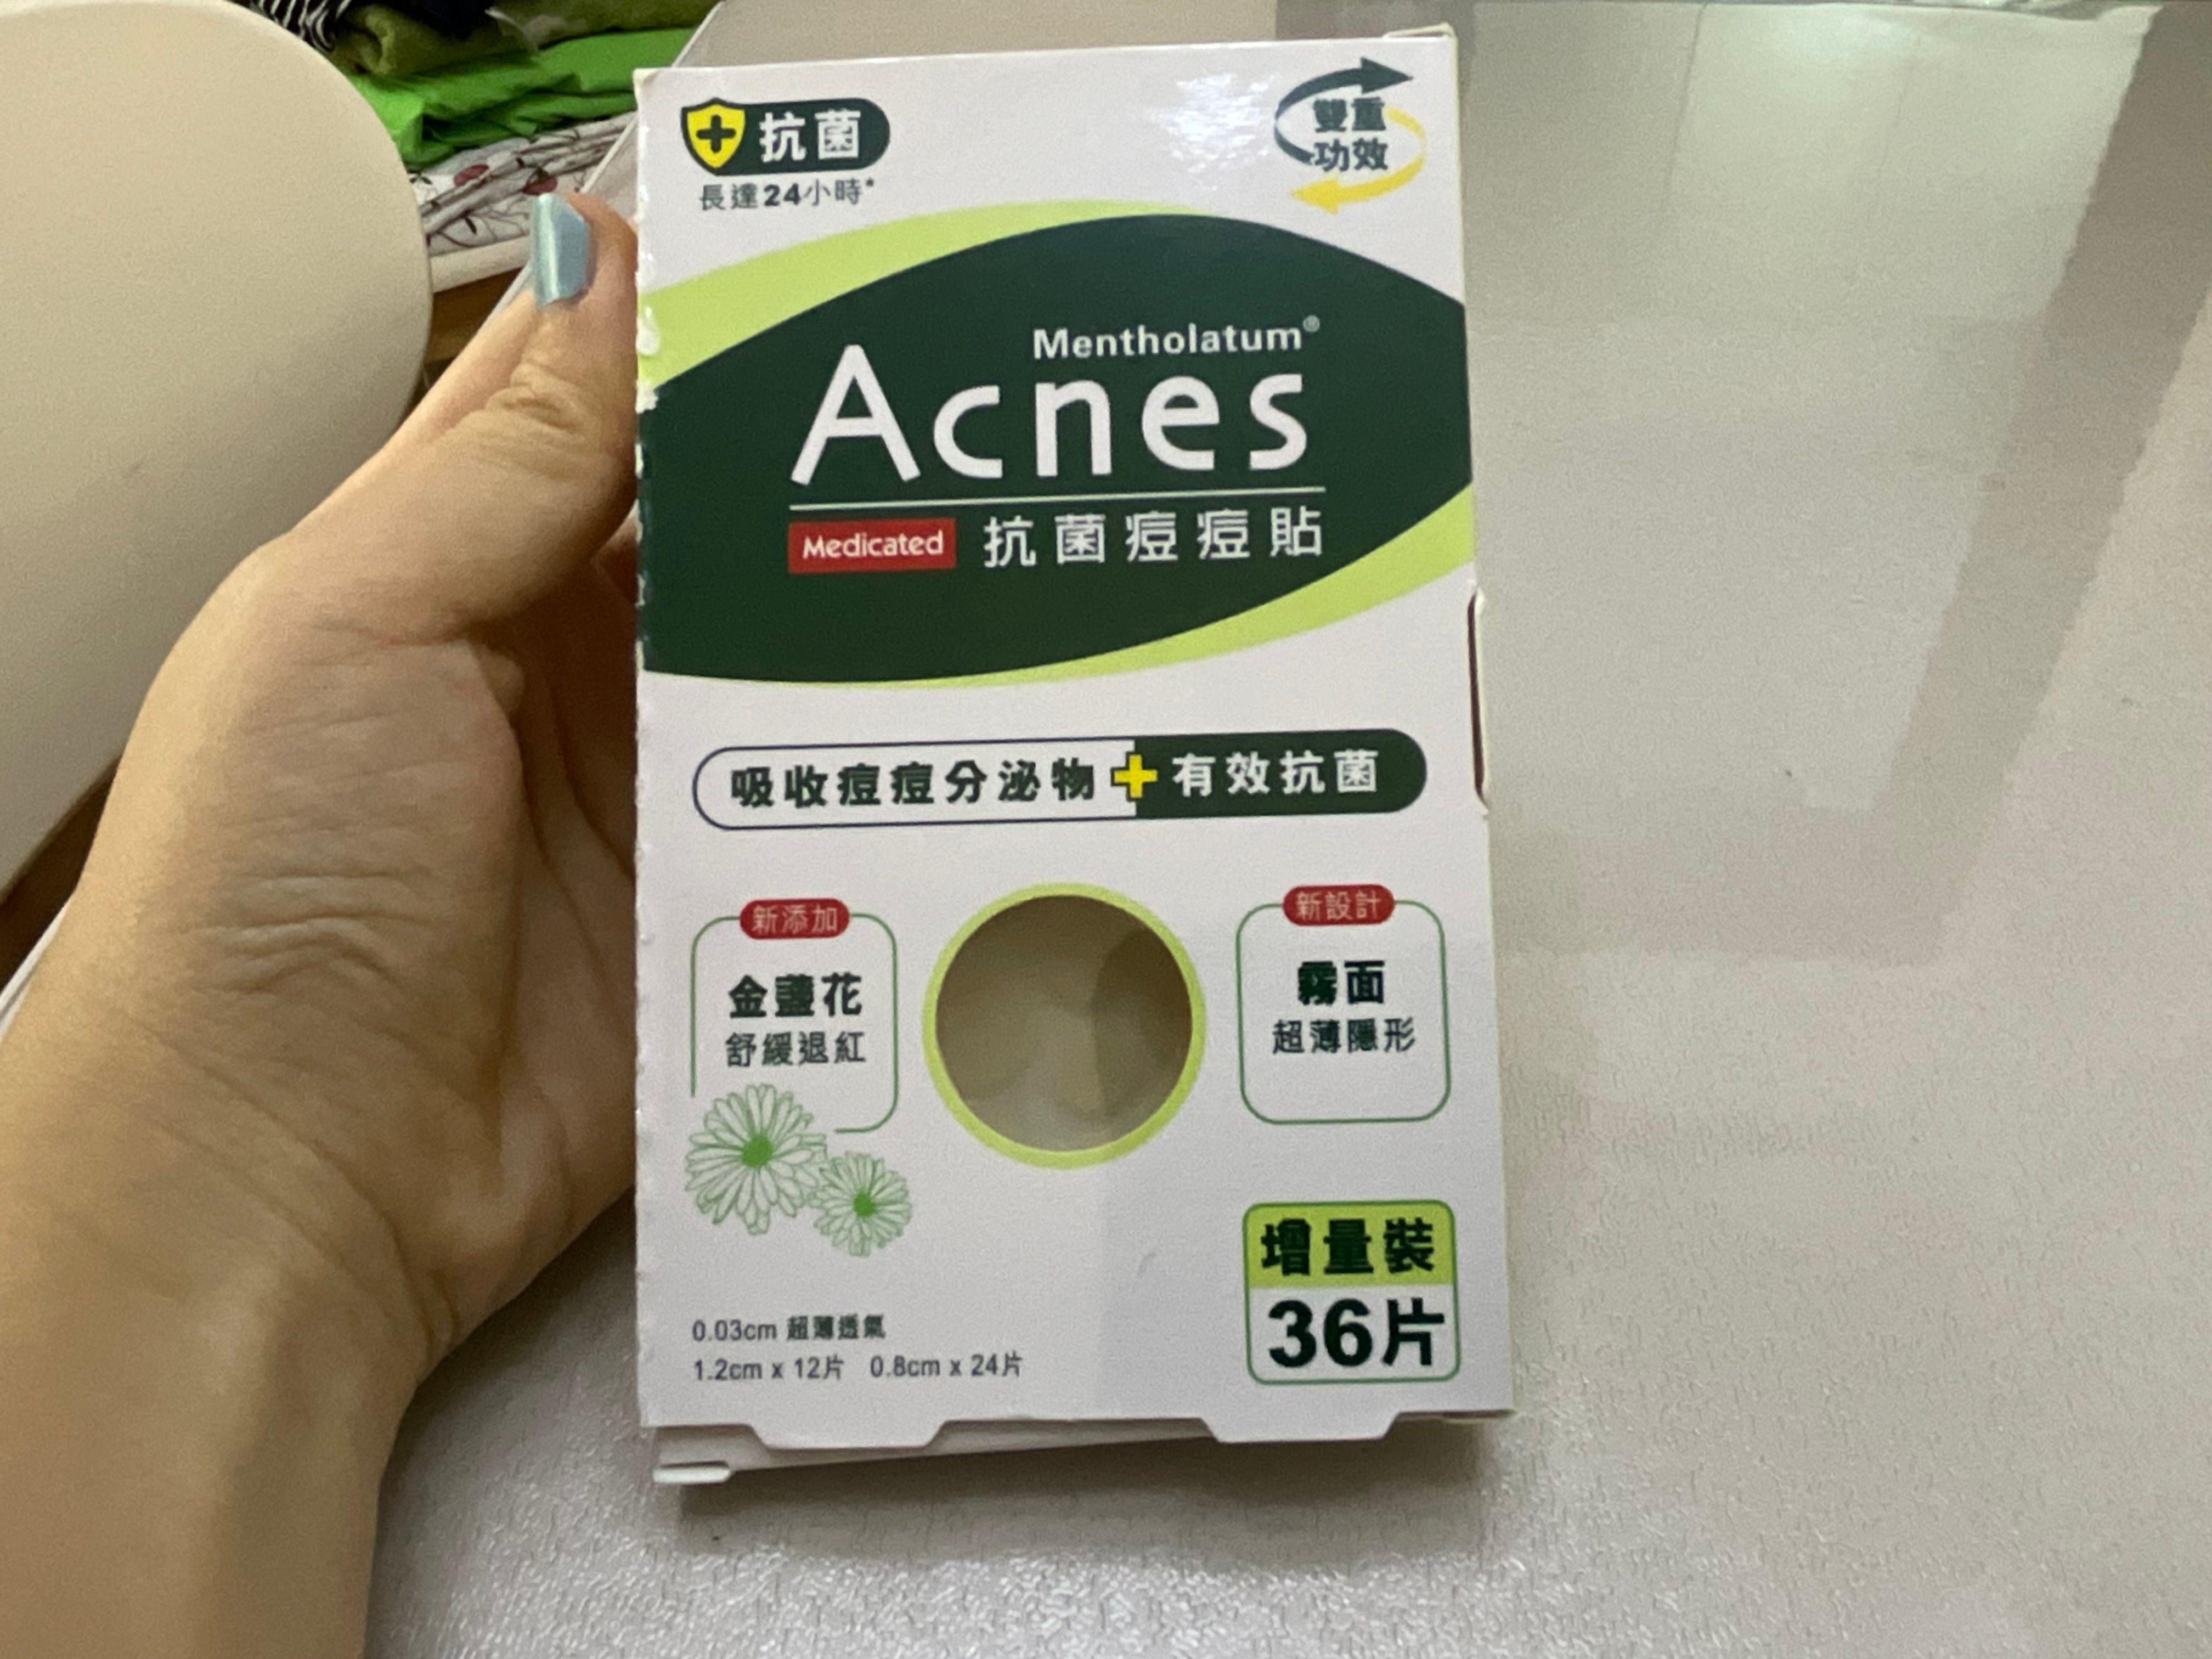 抗菌
長達24小時*
雙重
功效
Mentholatum®
Acnes
Medicated 抗菌痘痘貼
吸收痘痘分泌物+有效抗菌
新添加
金盞花
舒緩退紅
新設計
霧面
超薄隱形
增量裝
36片
0.03cm 超薄透氣
1.2cm x 12片 0.8cm x 24片